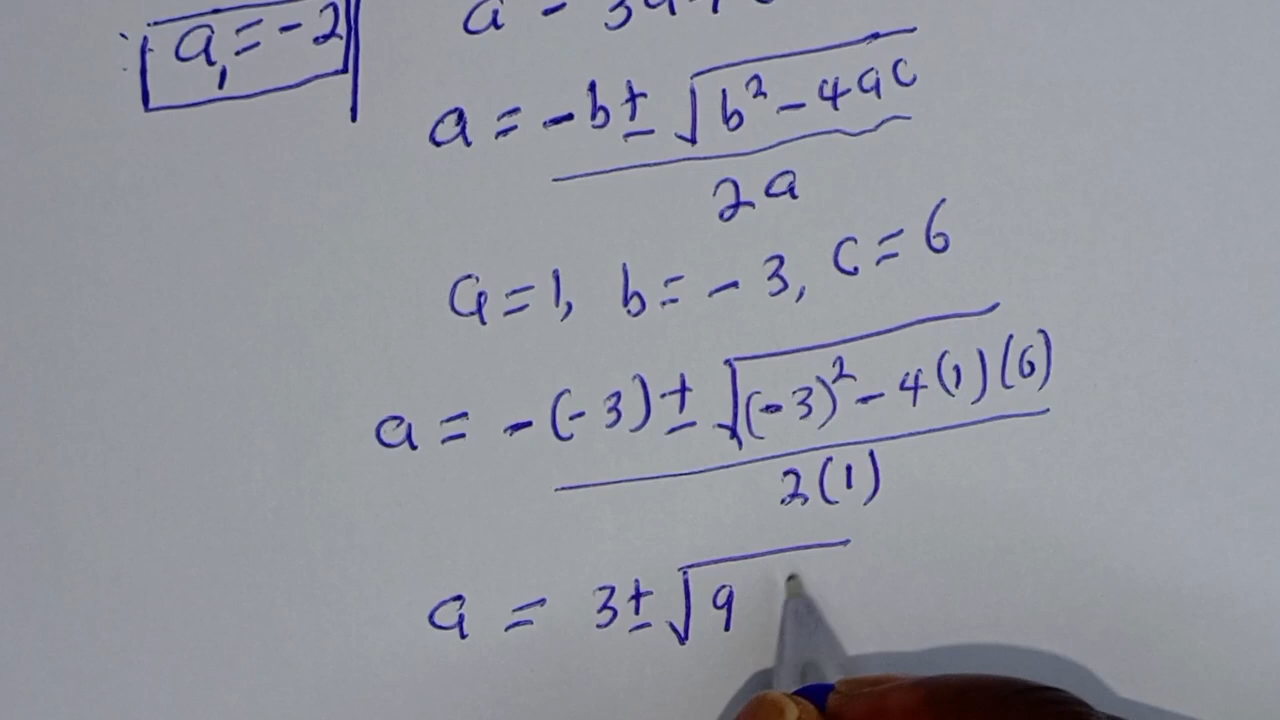 ∴ a₁ = -2
a = -b ± √(b² - 4ac) / 2a
a = 1, b = -3, c = 6
a = -(-3) ± √((-3)² - 4(1)(6)) / 2(1)
a = 3 ± √9